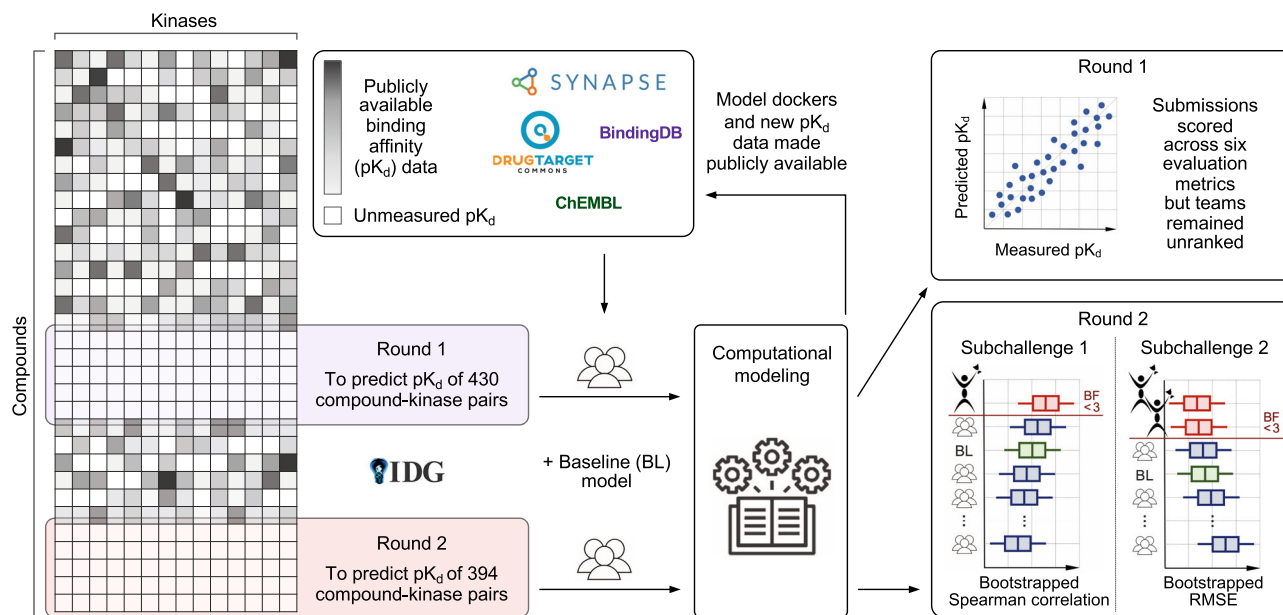 Kinases
Compounds
Publicly
available
binding
affinity
(pKd) data
Unmeasured pKd
SYNAPSE
DRUGTARGET
COMMONS
BindingDB
ChEMBL
Model dockers
and new pKd
data made
publicly available
Round 1
To predict pKd of 430
compound-kinase pairs
IDG
+ Baseline (BL)
model
Round 2
To predict pKd of 394
compound-kinase pairs
Computational
modeling
Round 1
Predicted pKd
Measured pKd
Submissions
scored
across six
evaluation
metrics
but teams
remained
unranked
Round 2
Subchallenge 1
BF
<3
BL
⋮
⋮
Bootstrapped
Spearman correlation
Subchallenge 2
BF
<3
BL
⋮
⋮
Bootstrapped
RMSE